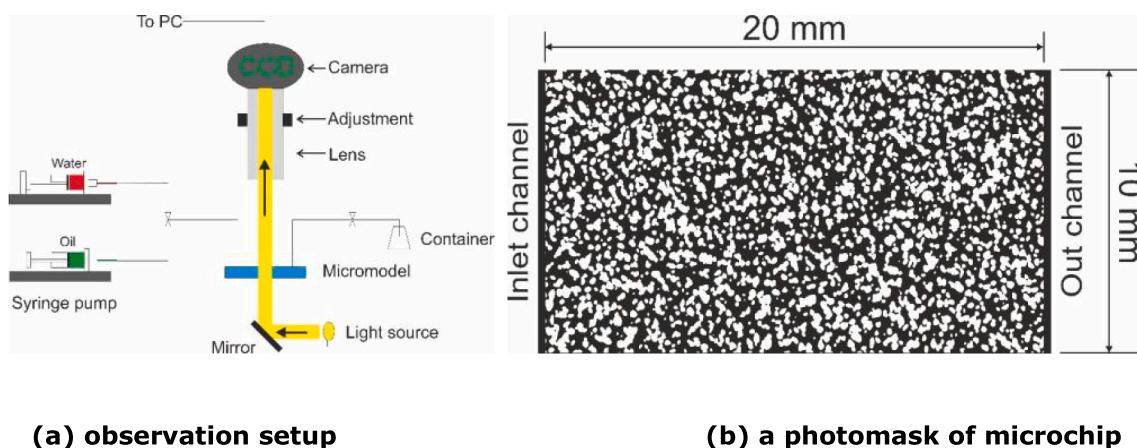 To PC
CCD
Camera
Adjustment
Lens
Water
Oil
Syringe pump
Container
Micromodel
Light source
Mirror
20 mm
Inlet channel
Out channel
10 mm
(a) observation setup
(b) a photomask of microchip